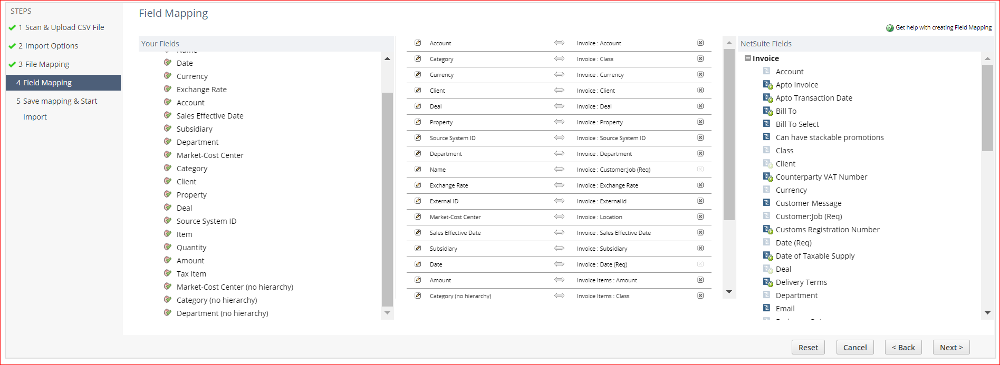 STEPS
1 Scan & Upload CSV File
2 Import Options
3 File Mapping
4 Field Mapping
5 Save mapping & Start
Import
Field Mapping
Get help with creating Field Mapping
Your Fields
Name
Date
Currency
Exchange Rate
Account
Sales Effective Date
Subsidiary
Department
Market-Cost Center
Category
Client
Property
Deal
Source System ID
Item
Quantity
Amount
Tax Item
Market-Cost Center (no hierarchy)
Category (no hierarchy)
Department (no hierarchy)
Account Invoice : Account
Category Invoice : Class
Currency Invoice : Currency
Client Invoice : Client
Deal Invoice : Deal
Property Invoice : Property
Source System ID Invoice : Source System ID
Department Invoice : Department
Name Invoice : Customer:Job (Req)
Exchange Rate Invoice : Exchange Rate
External ID Invoice : ExternalId
Market-Cost Center Invoice : Location
Sales Effective Date Invoice : Sales Effective Date
Subsidiary Invoice : Subsidiary
Date Invoice : Date (Req)
Amount Invoice Items : Amount
Category (no hierarchy) Invoice Items : Class
NetSuite Fields
Invoice
Account
Apto Invoice
Apto Transaction Date
Bill To
Bill To Select
Can have stackable promotions
Class
Client
Counterparty VAT Number
Currency
Customer Message
Customer:Job (Req)
Customs Registration Number
Date (Req)
Date of Taxable Supply
Deal
Delivery Terms
Department
Email
Reset
Cancel
< Back
Next >